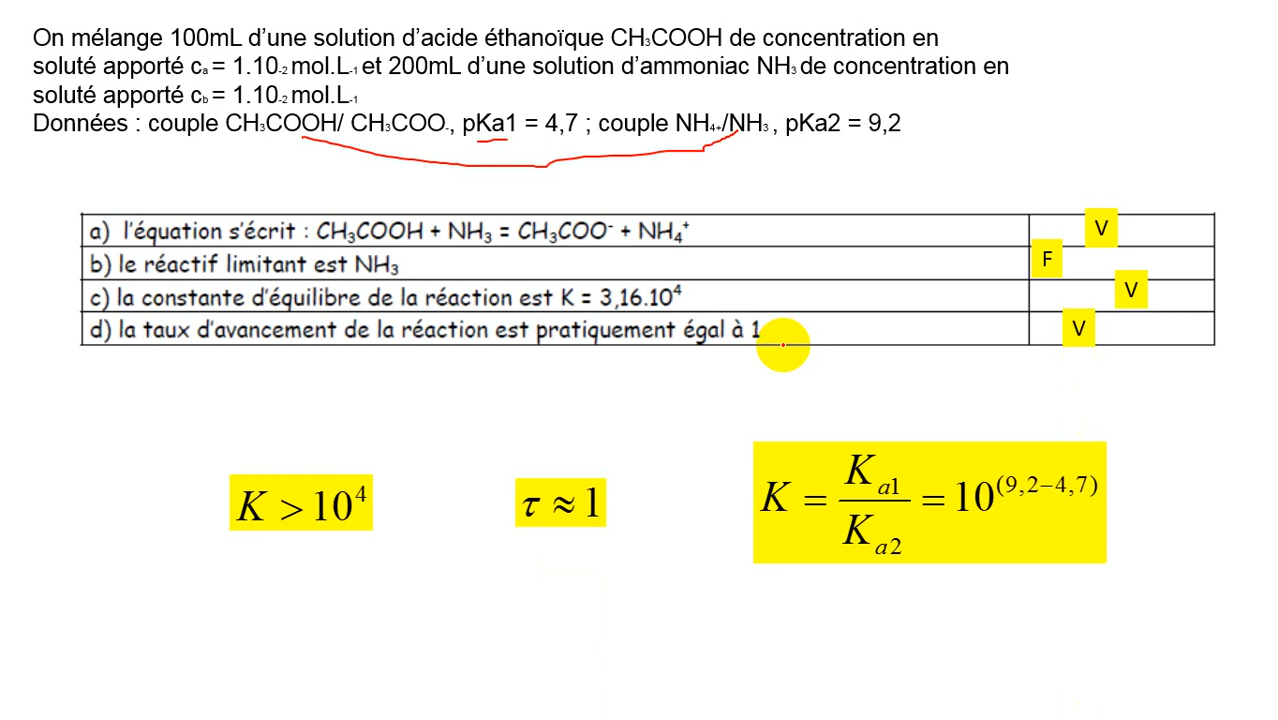 On mélange 100mL d'une solution d'acide éthanoïque CH₃COOH de concentration en
soluté apporté cₐ = 1.10-2 mol.L-1 et 200mL d'une solution d'ammoniac NH₃ de concentration en
soluté apporté cb = 1.10-2 mol.L-1
Données : couple CH₃COOH/ CH₃COO-, pKa1 = 4,7 ; couple NH4+/NH₃ , pKa2 = 9,2
a) l'équation s'écrit : CH₃COOH + NH₃ = CH₃COO⁻ + NH₄⁺ V
b) le réactif limitant est NH₃ F
c) la constante d'équilibre de la réaction est K = 3,16.10⁴ V
d) la taux d'avancement de la réaction est pratiquement égal à 1 V
K > 10⁴
τ ≈ 1
K = Ka1 / Ka2 = 10^(9,2−4,7)